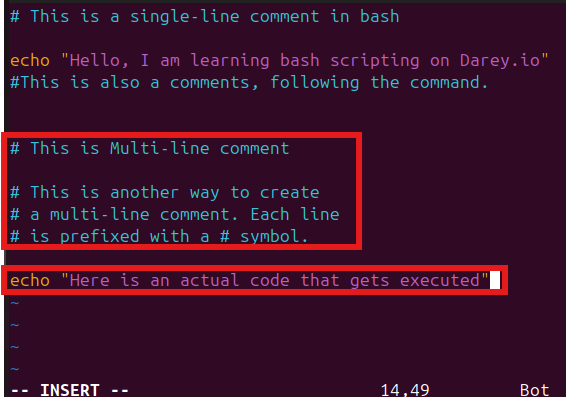 # This is a single-line comment in bash
echo "Hello, I am learning bash scripting on Darey.io"
#This is also a comments, following the command.
# This is Multi-line comment
# This is another way to create
# a multi-line comment. Each line
# is prefixed with a # symbol.
echo "Here is an actual code that gets executed"
~
~
~
~
-- INSERT -- 14,49 Bot